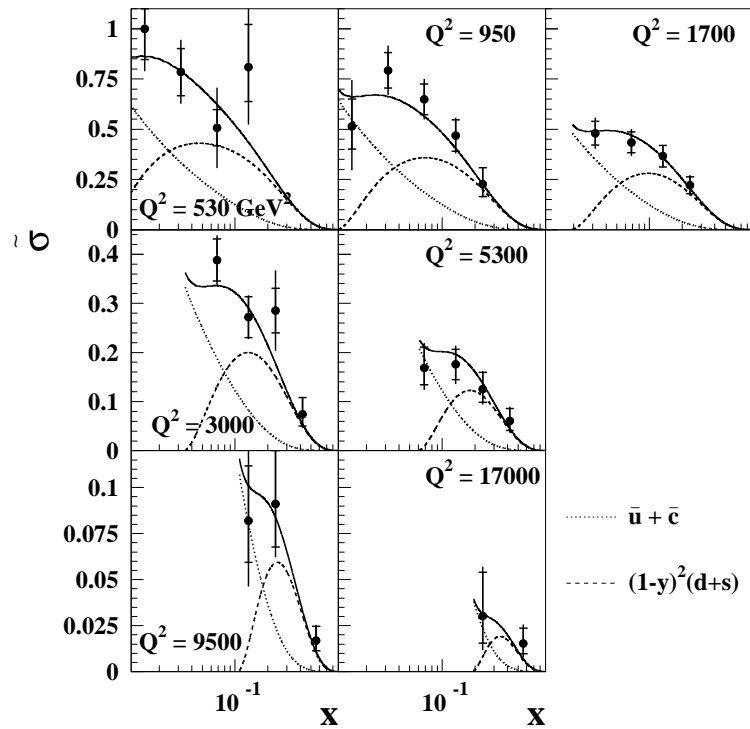 Q² = 950
Q² = 1700
1
0.75
0.5
0.25
0
Q² = 530 GeV²
σ̃
Q² = 5300
0.4
0.3
0.2
0.1
0
Q² = 3000
Q² = 17000
0.1
0.075
0.05
0.025
0
Q² = 9500
ū + c̄
(1-y)²(d+s)
10⁻¹
x
10⁻¹
x